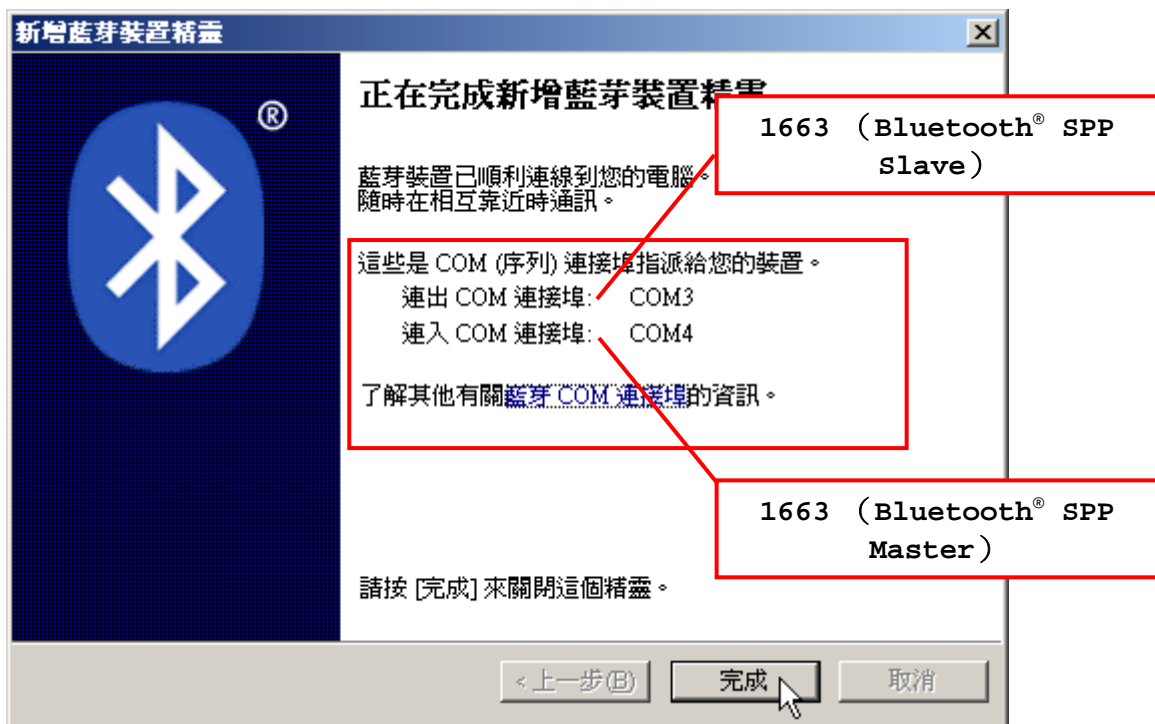 新增藍芽裝置精靈
®
正在完成新增藍芽裝置精靈
藍芽裝置已順利連線到您的電腦。
隨時在相互靠近時通訊。
1663 （Bluetooth® SPP
Slave）
這些是 COM (序列) 連接埠指派給您的裝置。
連出 COM 連接埠: COM3
連入 COM 連接埠: COM4
了解其他有關藍芽 COM 連接埠的資訊。
1663 （Bluetooth® SPP
Master）
請按 [完成] 來關閉這個精靈。
< 上一步(B)
完成
取消